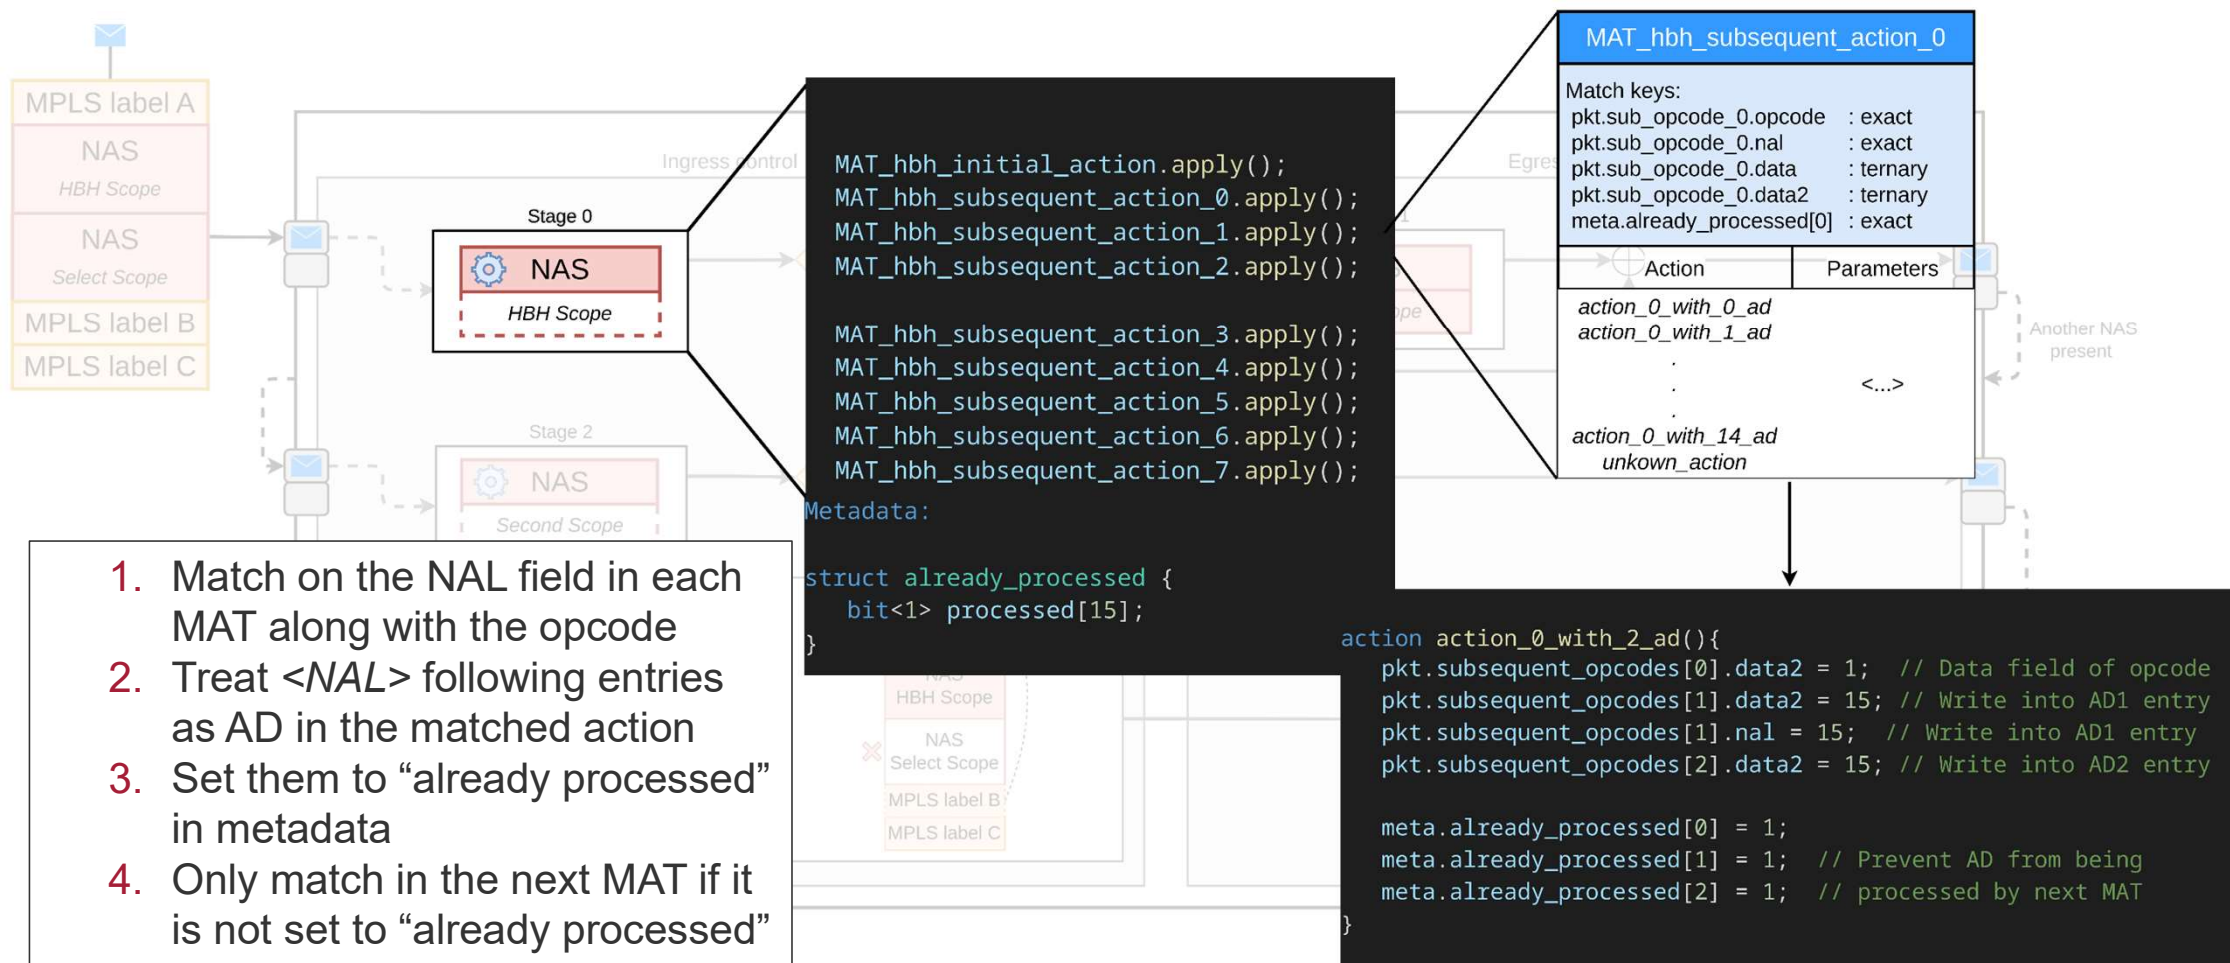 MPLS label A
NAS
HBH Scope
NAS
Select Scope
MPLS label B
MPLS label C
Ingress control
Stage 0
NAS
HBH Scope
Stage 2
NAS
Second Scope
MAT_hbh_initial_action.apply();
MAT_hbh_subsequent_action_0.apply();
MAT_hbh_subsequent_action_1.apply();
MAT_hbh_subsequent_action_2.apply();
MAT_hbh_subsequent_action_3.apply();
MAT_hbh_subsequent_action_4.apply();
MAT_hbh_subsequent_action_5.apply();
MAT_hbh_subsequent_action_6.apply();
MAT_hbh_subsequent_action_7.apply();
Metadata:
struct already_processed {
bit<1> processed[15];
}
MAT_hbh_subsequent_action_0
Match keys:
pkt.sub_opcode_0.opcode : exact
pkt.sub_opcode_0.nal : exact
pkt.sub_opcode_0.data : ternary
pkt.sub_opcode_0.data2 : ternary
meta.already_processed[0] : exact
Action Parameters
action_0_with_0_ad
action_0_with_1_ad
.
. <...>
.
action_0_with_14_ad
unkown_action
Another NAS
present
1. Match on the NAL field in each
MAT along with the opcode
2. Treat <NAL> following entries
as AD in the matched action
3. Set them to “already processed”
in metadata
4. Only match in the next MAT if it
is not set to “already processed”
NAS
HBH Scope
NAS
Select Scope
MPLS label B
MPLS label C
action action_0_with_2_ad(){
pkt.subsequent_opcodes[0].data2 = 1; // Data field of opcode
pkt.subsequent_opcodes[1].data2 = 15; // Write into AD1 entry
pkt.subsequent_opcodes[1].nal = 15; // Write into AD1 entry
pkt.subsequent_opcodes[2].data2 = 15; // Write into AD2 entry
meta.already_processed[0] = 1;
meta.already_processed[1] = 1; // Prevent AD from being
meta.already_processed[2] = 1; // processed by next MAT
}